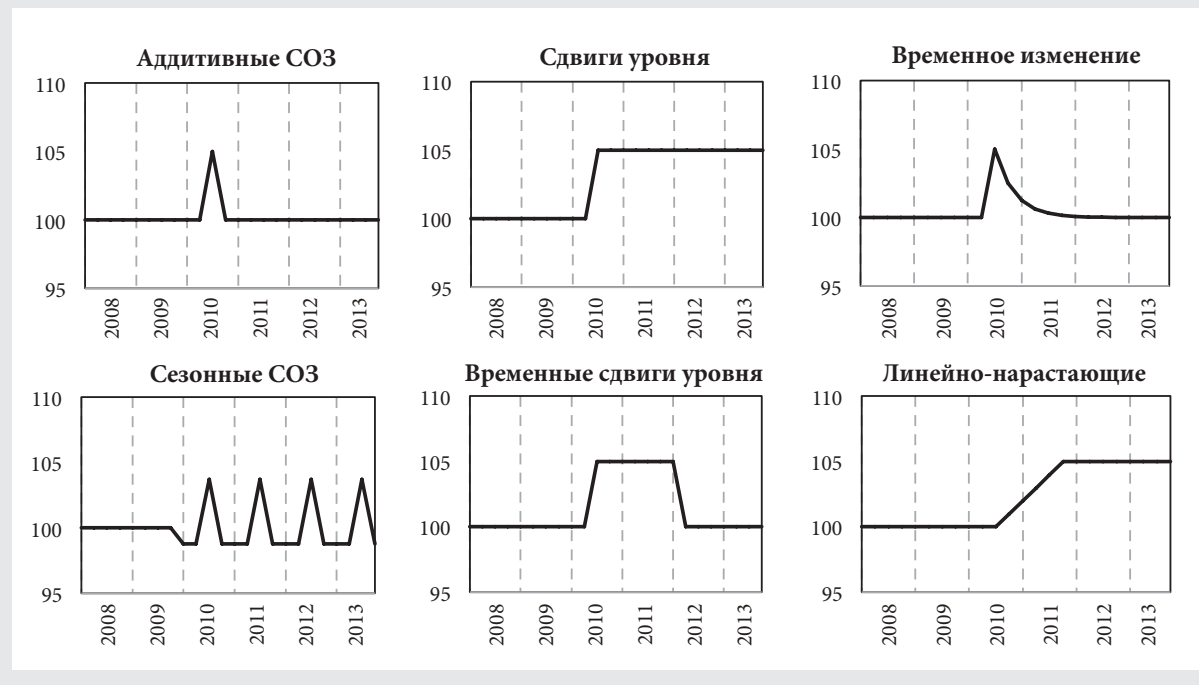 Аддитивные СОЗ
110
105
100
95
2008 2009 2010 2011 2012 2013
Сдвиги уровня
110
105
100
95
2008 2009 2010 2011 2012 2013
Временное изменение
110
105
100
95
2008 2009 2010 2011 2012 2013
Сезонные СОЗ
110
105
100
95
2008 2009 2010 2011 2012 2013
Временные сдвиги уровня
110
105
100
95
2008 2009 2010 2011 2012 2013
Линейно-нарастающие
110
105
100
95
2008 2009 2010 2011 2012 2013